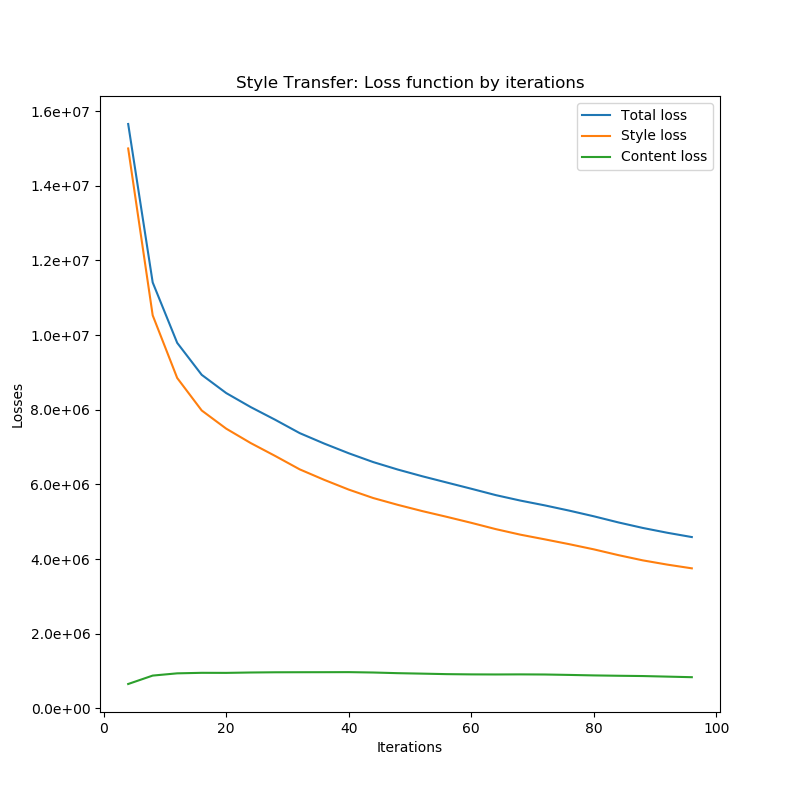 Style Transfer: Loss function by iterations
1.6e+07
1.4e+07
1.2e+07
1.0e+07
8.0e+06
6.0e+06
4.0e+06
2.0e+06
0.0e+00
Losses
Total loss
Style loss
Content loss
0 20 40 60 80 100
Iterations